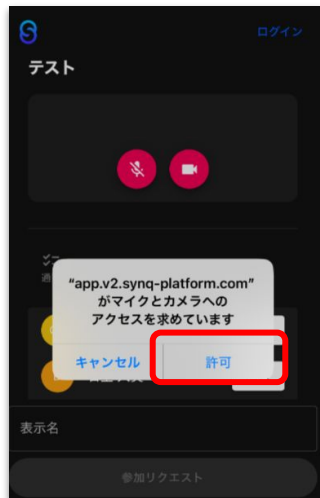 ログイン
テスト
過
“app.v2.synq-platform.com”
がマイクとカメラへの
アクセスを求めています
キャンセル
許可
表示名
参加リクエスト